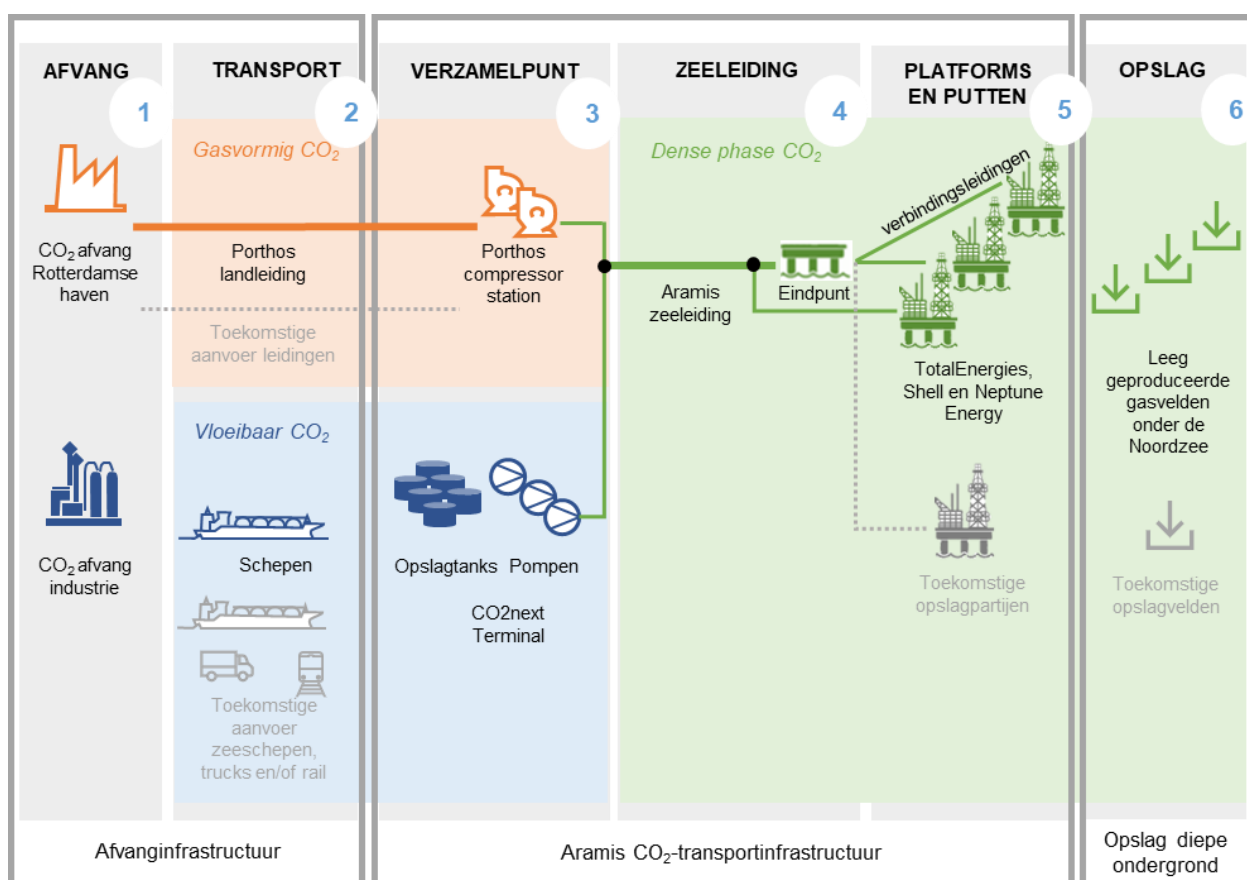 AFVANG
1
TRANSPORT
2
VERZAMELPUNT
3
ZEELEIDING
4
PLATFORMS
EN PUTTEN
5
OPSLAG
6
Gasvormig CO₂
Dense phase CO₂
verbindingsleidingen
CO₂ afvang
Rotterdamse
haven
Porthos
landleiding
Porthos
compressor
station
Aramis
zeeleiding
Eindpunt
Toekomstige
aanvoer leidingen
TotalEnergies,
Shell en Neptune
Energy
Leeg
geproduceerde
gasvelden
onder de
Noordzee
Vloeibaar CO₂
CO₂ afvang
industrie
Schepen
Opslagtanks
Pompen
CO2next
Terminal
Toekomstige
aanvoer
zeeschepen,
trucks en/of rail
Toekomstige
opslagpartijen
Toekomstige
opslagvelden
Afvanginfrastructuur
Aramis CO₂-transportinfrastructuur
Opslag diepe
ondergrond